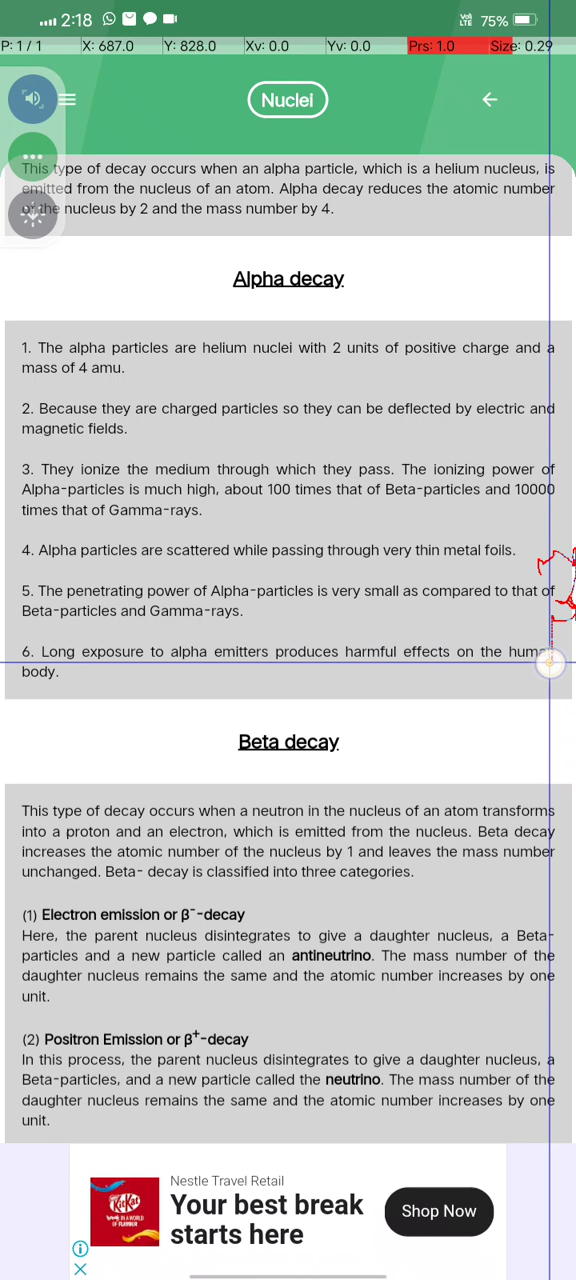 2:18
VoD LTE 75%
P: 1 / 1 X: 687.0 Y: 828.0 Xv: 0.0 Yv: 0.0 Prs: 1.0 Size: 0.29
Nuclei
This type of decay occurs when an alpha particle, which is a helium nucleus, is
emitted from the nucleus of an atom. Alpha decay reduces the atomic number
of the nucleus by 2 and the mass number by 4.
Alpha decay
1. The alpha particles are helium nuclei with 2 units of positive charge and a
mass of 4 amu.
2. Because they are charged particles so they can be deflected by electric and
magnetic fields.
3. They ionize the medium through which they pass. The ionizing power of
Alpha-particles is much high, about 100 times that of Beta-particles and 10000
times that of Gamma-rays.
4. Alpha particles are scattered while passing through very thin metal foils.
5. The penetrating power of Alpha-particles is very small as compared to that of
Beta-particles and Gamma-rays.
6. Long exposure to alpha emitters produces harmful effects on the human
body.
Beta decay
This type of decay occurs when a neutron in the nucleus of an atom transforms
into a proton and an electron, which is emitted from the nucleus. Beta decay
increases the atomic number of the nucleus by 1 and leaves the mass number
unchanged. Beta- decay is classified into three categories.
(1) Electron emission or β⁻-decay
Here, the parent nucleus disintegrates to give a daughter nucleus, a Beta-
particles and a new particle called an antineutrino. The mass number of the
daughter nucleus remains the same and the atomic number increases by one
unit.
(2) Positron Emission or β⁺-decay
In this process, the parent nucleus disintegrates to give a daughter nucleus, a
Beta-particles, and a new particle called the neutrino. The mass number of the
daughter nucleus remains the same and the atomic number increases by one
unit.
Nestle Travel Retail
Your best break
starts here
Shop Now
KitKat